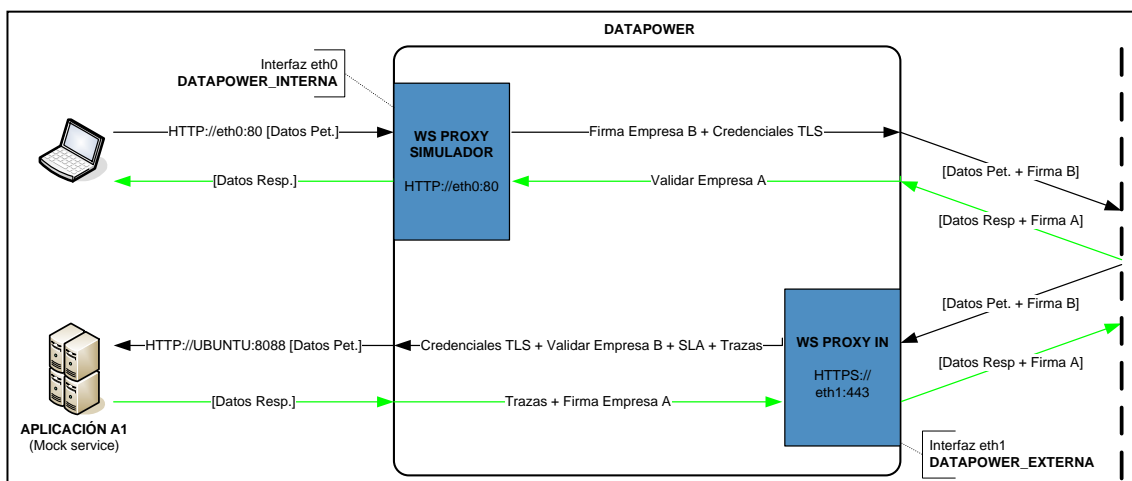 DATAPOWER
Interfaz eth0
DATAPOWER_INTERNA
HTTP://eth0:80 [Datos Pet.]
WS PROXY
SIMULADOR
HTTP://eth0:80
Firma Empresa B + Credenciales TLS
[Datos Resp.]
Validar Empresa A
[Datos Pet. + Firma B]
[Datos Resp + Firma A]
[Datos Pet. + Firma B]
HTTP://UBUNTU:8088 [Datos Pet.]
Credenciales TLS + Validar Empresa B + SLA + Trazas
WS PROXY IN
HTTPS://
eth1:443
[Datos Resp + Firma A]
[Datos Resp.]
Trazas + Firma Empresa A
APLICACIÓN A1
(Mock service)
Interfaz eth1
DATAPOWER_EXTERNA